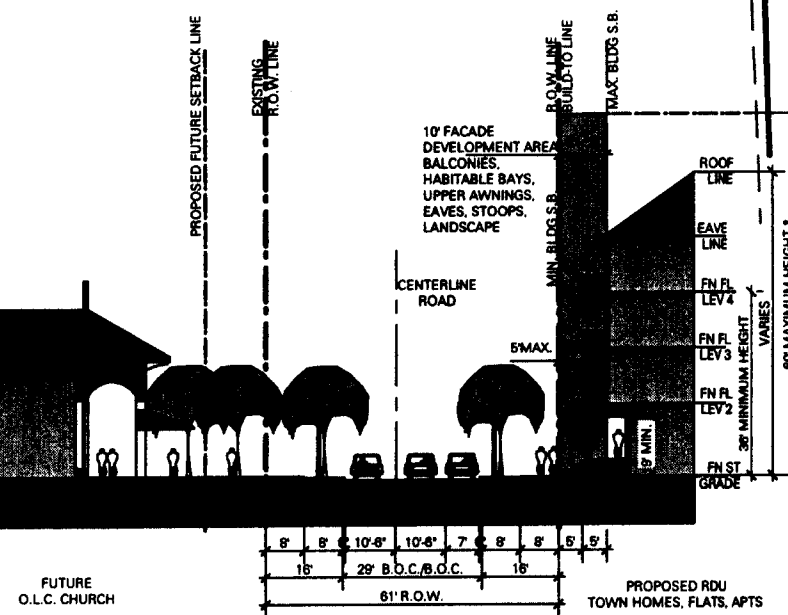 PROPOSED FUTURE SETBACK LINE
EXISTING
R.O.W. LINE
R.O.W. LINE
BUILD-TO LINE
MAX. BLDG S.B.
10' FACADE
DEVELOPMENT AREA
BALCONIES,
HABITABLE BAYS,
UPPER AWNINGS,
EAVES, STOOPS,
LANDSCAPE
MIN. BLDG S.B.
ROOF
LINE
EAVE
LINE
CENTERLINE
ROAD
FN FL
LEV 4
5'MAX.
FN FL
LEV 3
FN FL
LEV 2
9' MIN.
FN ST
GRADE
36' MINIMUM HEIGHT
VARIES
MAXIMUM HEIGHT
8' 8' 10'-6" 10'-6" 7' 8' 8' 5' 5'
16' 29' B.O.C./B.O.C. 16'
61' R.O.W.
FUTURE
O.L.C. CHURCH
PROPOSED RDU
TOWN HOMES, FLATS, APTS